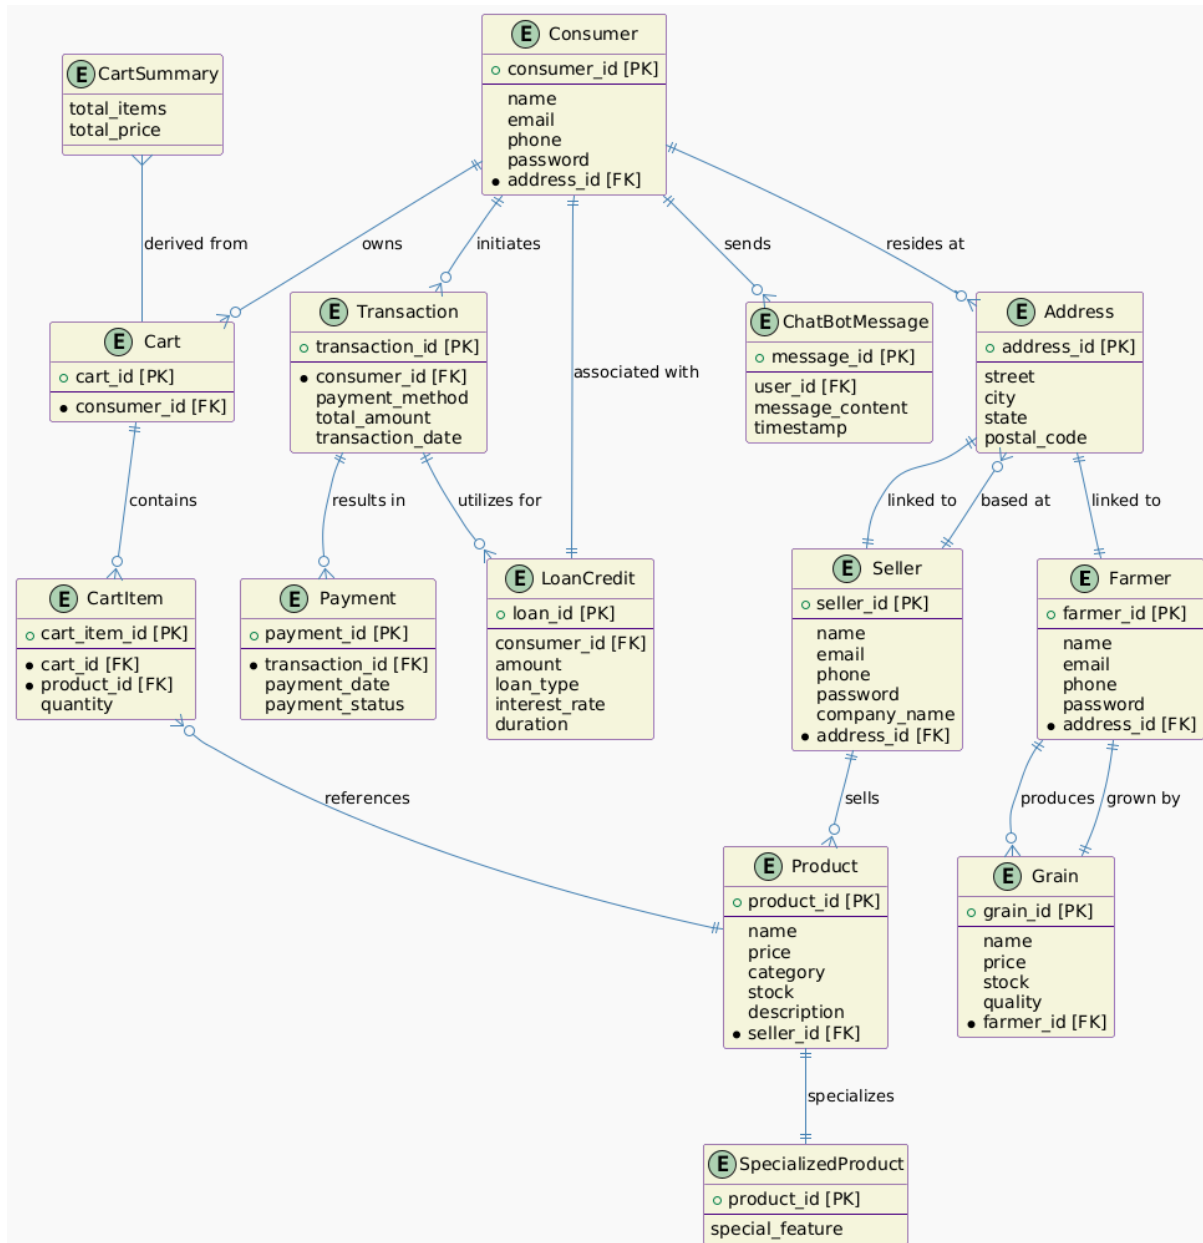 E Consumer
consumer_id [PK]
name
email
phone
password
address_id [FK]
E CartSummary
total_items
total_price
derived from
owns
initiates
sends
resides at
E Cart
cart_id [PK]
consumer_id [FK]
E Transaction
transaction_id [PK]
consumer_id [FK]
payment_method
total_amount
transaction_date
associated with
E ChatBotMessage
message_id [PK]
user_id [FK]
message_content
timestamp
E Address
address_id [PK]
street
city
state
postal_code
contains
results in
utilizes for
linked to
based at
linked to
E CartItem
cart_item_id [PK]
cart_id [FK]
product_id [FK]
quantity
E Payment
payment_id [PK]
transaction_id [FK]
payment_date
payment_status
E LoanCredit
loan_id [PK]
consumer_id [FK]
amount
loan_type
interest_rate
duration
E Seller
seller_id [PK]
name
email
phone
password
company_name
address_id [FK]
E Farmer
farmer_id [PK]
name
email
phone
password
address_id [FK]
references
sells
produces
grown by
E Product
product_id [PK]
name
price
category
stock
description
seller_id [FK]
E Grain
grain_id [PK]
name
price
stock
quality
farmer_id [FK]
specializes
E SpecializedProduct
product_id [PK]
special_feature